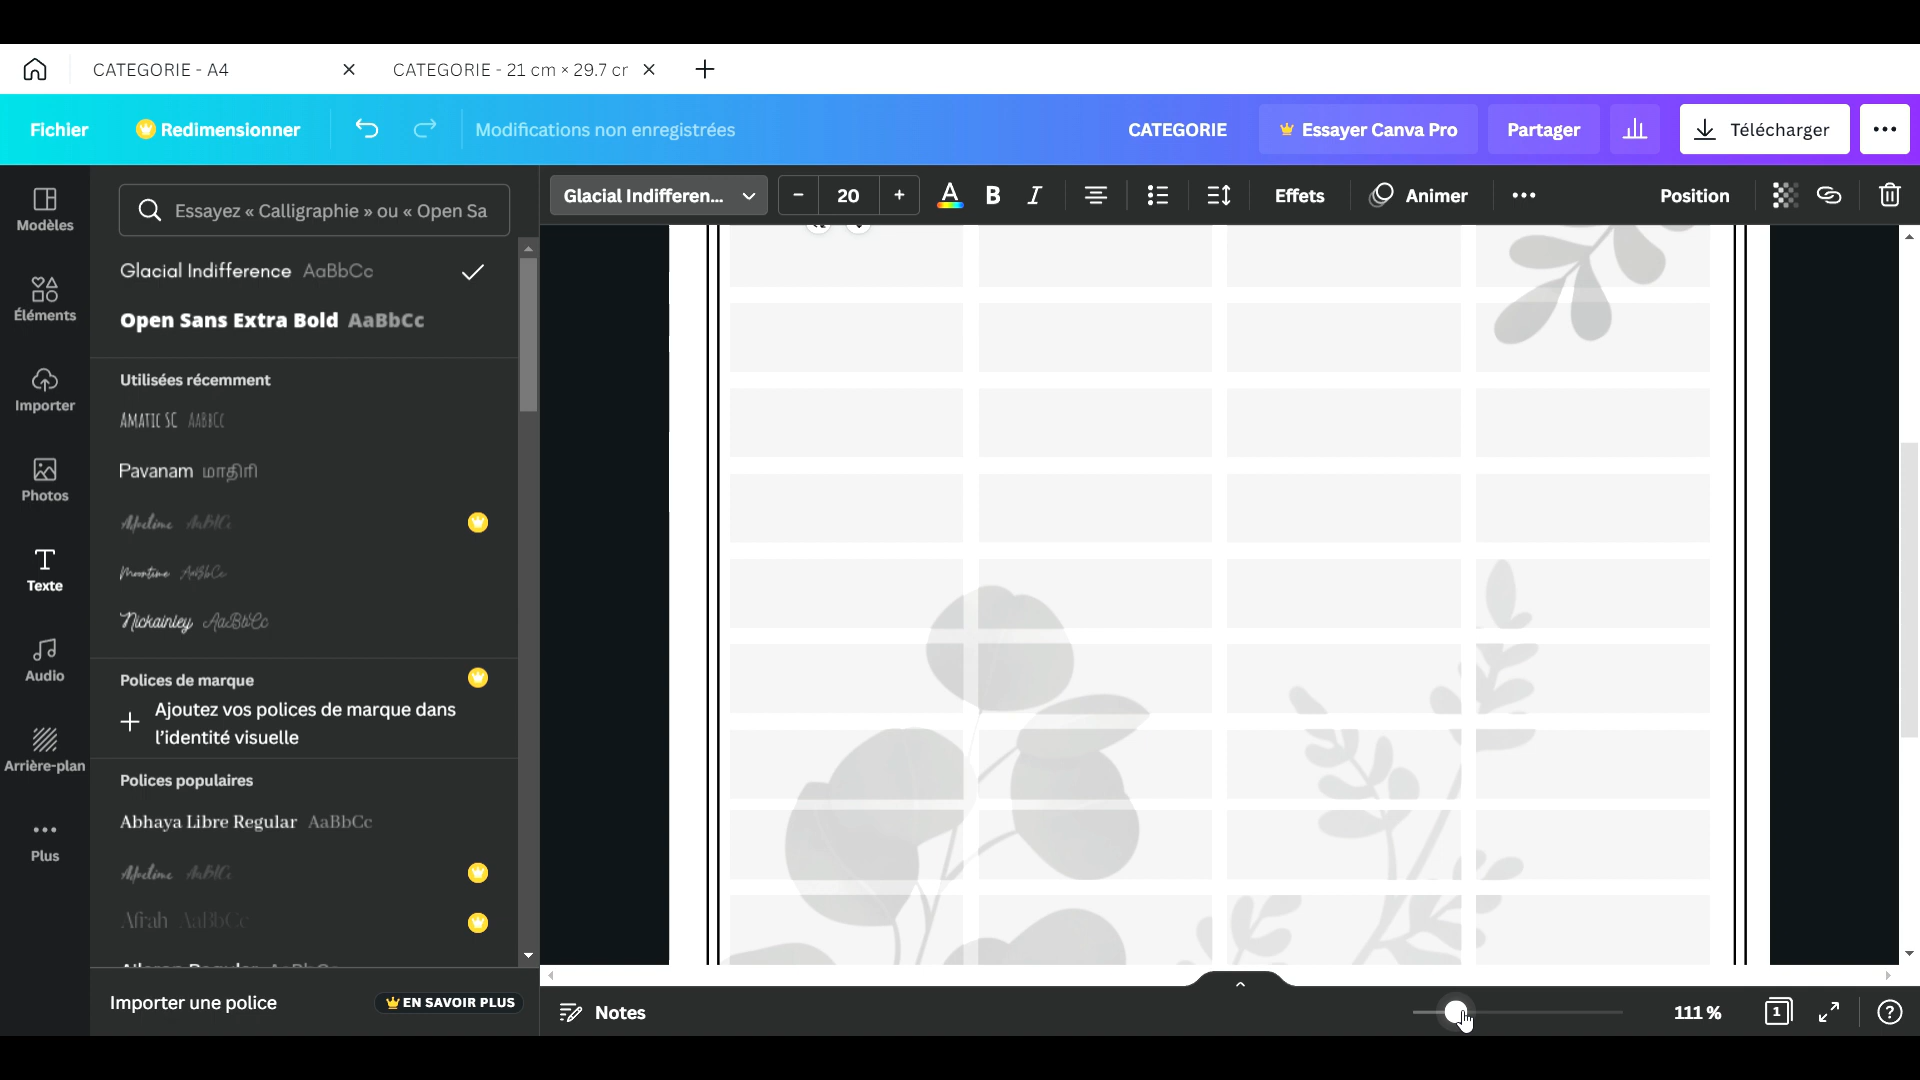 CATEGORIE - A4
CATEGORIE - 21 cm × 29.7 cr
Fichier
Redimensionner
Modifications non enregistrées
CATEGORIE
Essayer Canva Pro
Partager
Télécharger
Modèles
Éléments
Importer
Photos
Texte
Audio
Arrière-plan
Plus
Essayez « Calligraphie » ou « Open Sa
Glacial Indifferen...
20
Effets
Animer
Position
Glacial Indifference AaBbCc
Open Sans Extra Bold AaBbCc
Utilisées récemment
AMATIC SC AABBCC
Pavanam மாதிரி
Nickainley AaBbCc
Polices de marque
Ajoutez vos polices de marque dans
l'identité visuelle
Polices populaires
Abhaya Libre Regular AaBbCc
Afrah AaBbCc
Importer une police
EN SAVOIR PLUS
Notes
111 %
1